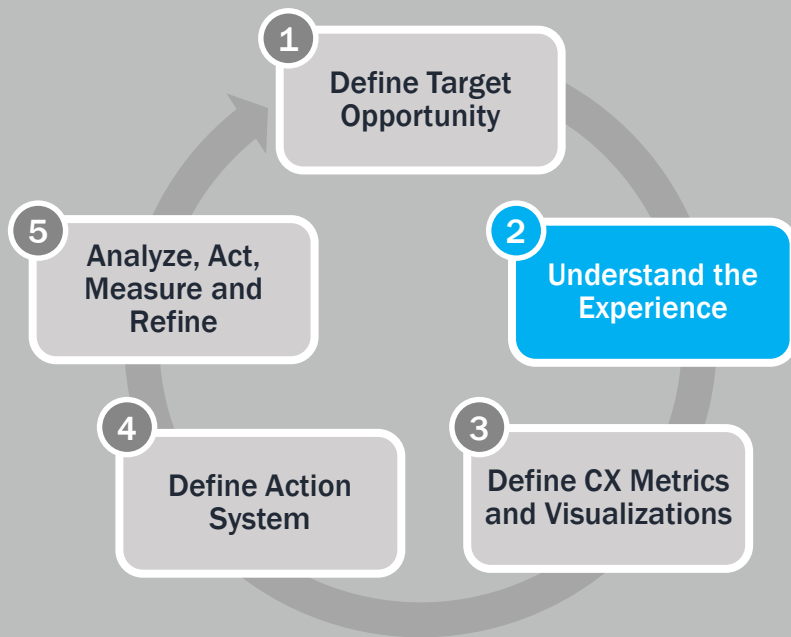 1
Define Target
Opportunity
2
Understand the
Experience
3
Define CX Metrics
and Visualizations
4
Define Action
System
5
Analyze, Act,
Measure and
Refine